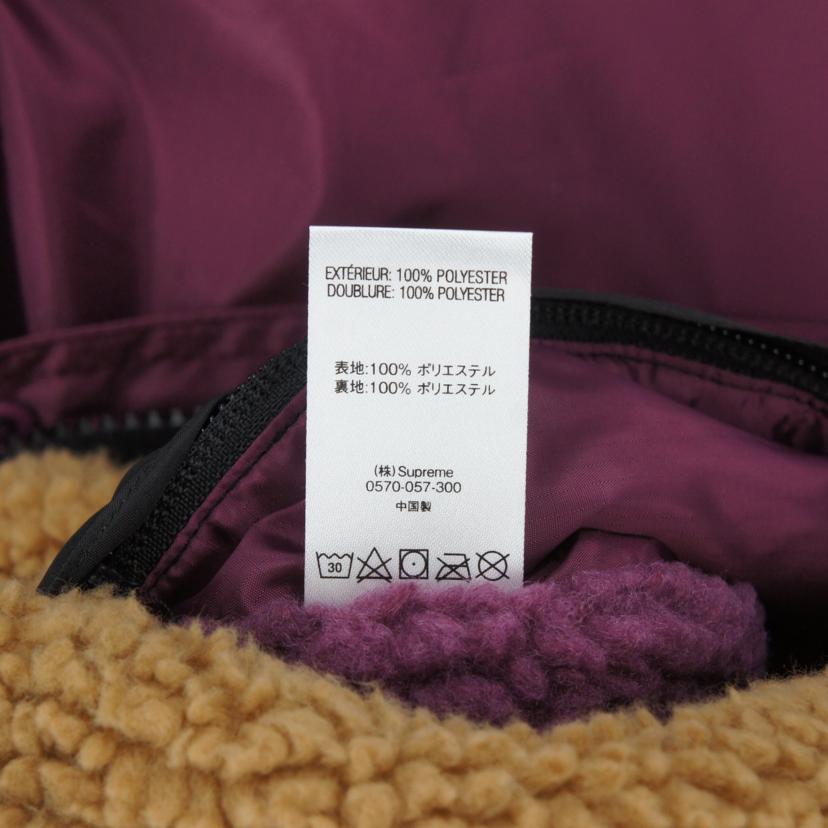 EXTÉRIEUR: 100% POLYESTER
DOUBLURE: 100% POLYESTER
表地:100% ポリエステル
裏地:100% ポリエステル
(株)Supreme
0570-057-300
中国製
30